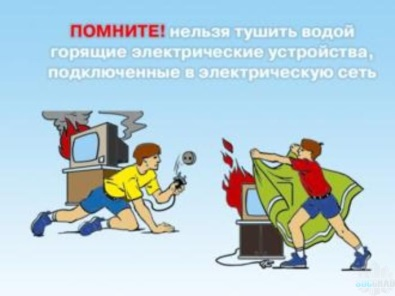 ПОМНИТЕ! нельзя тушить водой
горящие электрические устройства,
подключенные в электрическую сеть